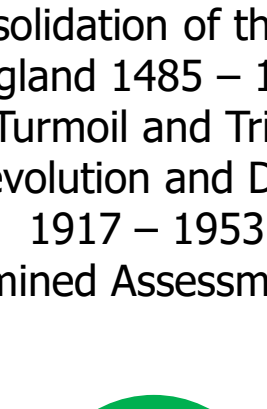 solidation of th
gland 1485 – 1
Turmoil and Tri
evolution and D
1917 – 1953
mined Assessm